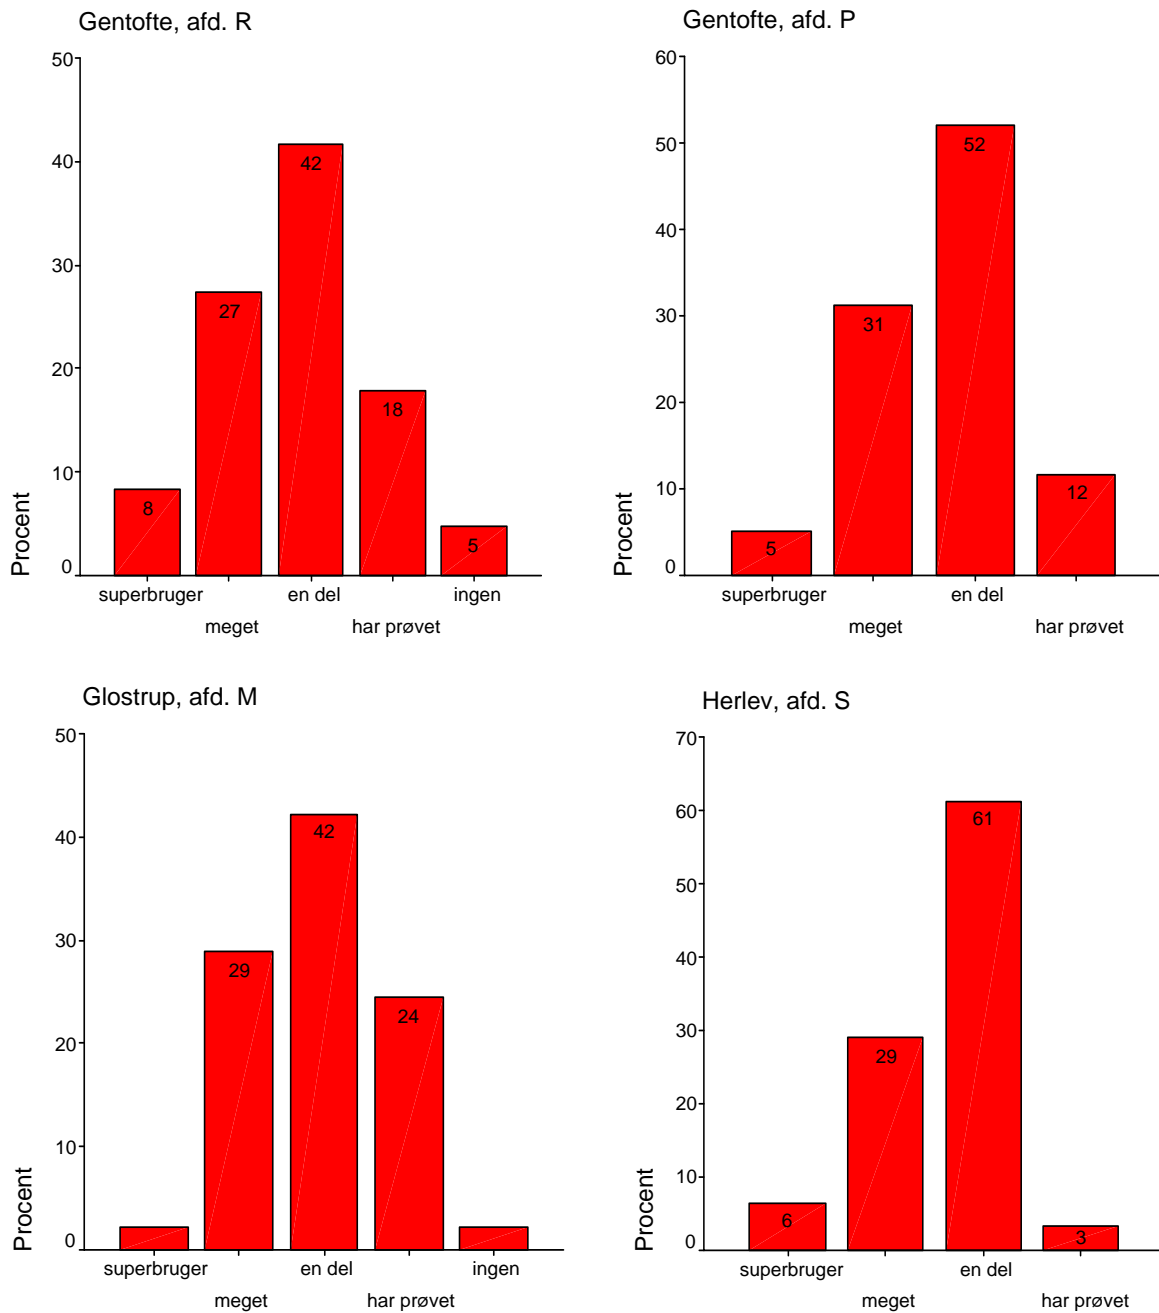 Gentofte, afd. R
50
40
30
20
10
0
Procent
8
27
42
18
5
superbruger
en del
ingen
meget
har prøvet
Gentofte, afd. P
60
50
40
30
20
10
0
Procent
5
31
52
12
superbruger
en del
meget
har prøvet
Glostrup, afd. M
50
40
30
20
10
0
Procent
29
42
24
superbruger
en del
ingen
meget
har prøvet
Herlev, afd. S
70
60
50
40
30
20
10
0
Procent
6
29
61
3
superbruger
en del
meget
har prøvet